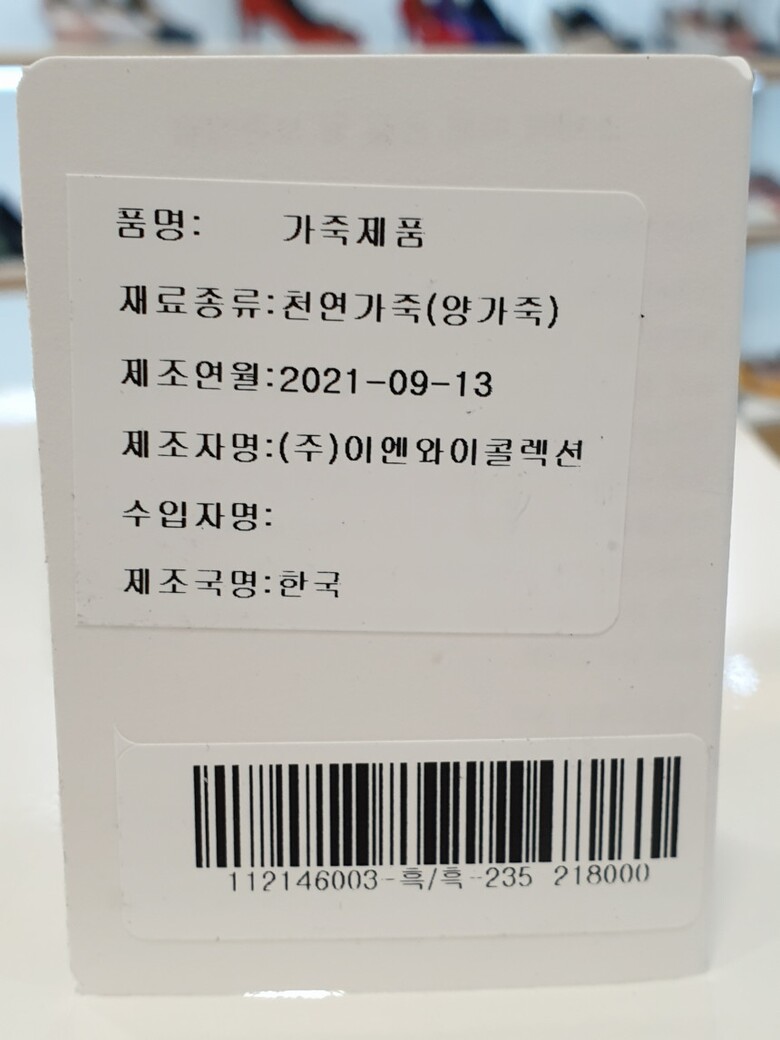 품명: 가죽제품
재료종류:천연가죽(양가죽)
제조연월:2021-09-13
제조자명:(주)이엔와이콜렉션
수입자명:
제조국명:한국
112146003-흑/흑-235 218000